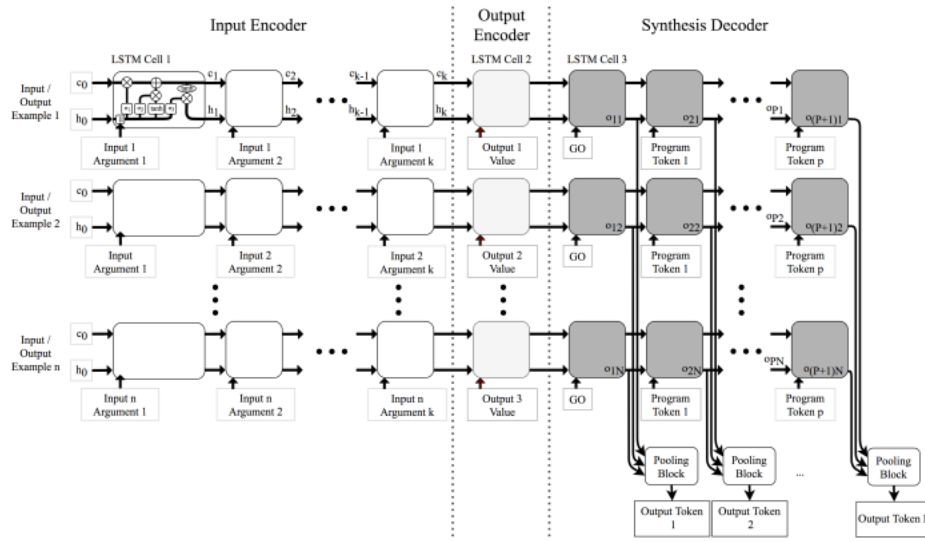 Input Encoder
Output
Encoder
Synthesis Decoder
LSTM Cell 1
LSTM Cell 2
LSTM Cell 3
Input /
Output
Example 1
c0
h0
c1
h1
c2
ck-1
hk-1
ck
hk
tanh
o11
o21
oP1
o(P+1)1
Input 1
Argument 1
Input 1
Argument 2
Input 1
Argument k
Output 1
Value
GO
Program
Token 1
Program
Token p
Input /
Output
Example 2
c0
h0
o12
o22
oP2
o(P+1)2
Input
Argument 1
Input 2
Argument 2
Input 2
Argument k
Output 2
Value
GO
Program
Token 1
Program
Token p
Input /
Output
Example n
c0
h0
o1N
o2N
oPN
o(P+1)N
Input n
Argument 1
Input n
Argument 2
Input n
Argument k
Output 3
Value
GO
Program
Token 1
Program
Token p
Pooling
Block
Pooling
Block
...
Pooling
Block
Output Token
1
Output Token
2
Output Token